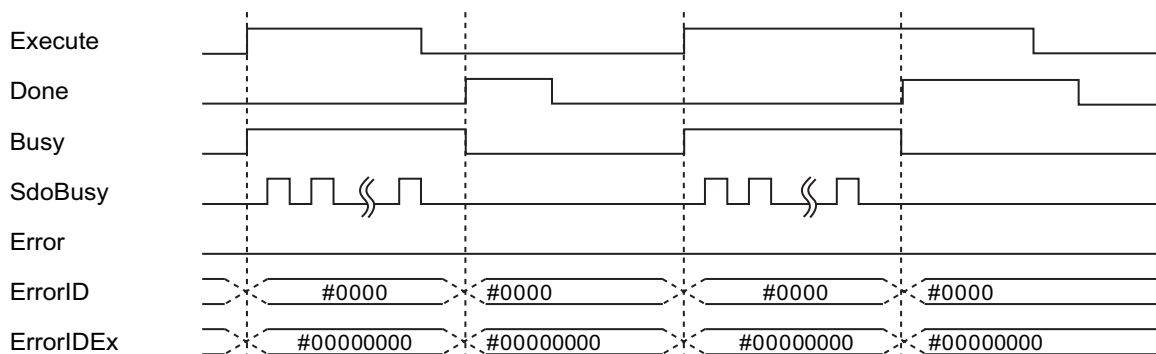 Execute
Done
Busy
SdoBusy
Error
ErrorID #0000 #0000 #0000 #0000
ErrorIDEx #00000000 #00000000 #00000000 #00000000